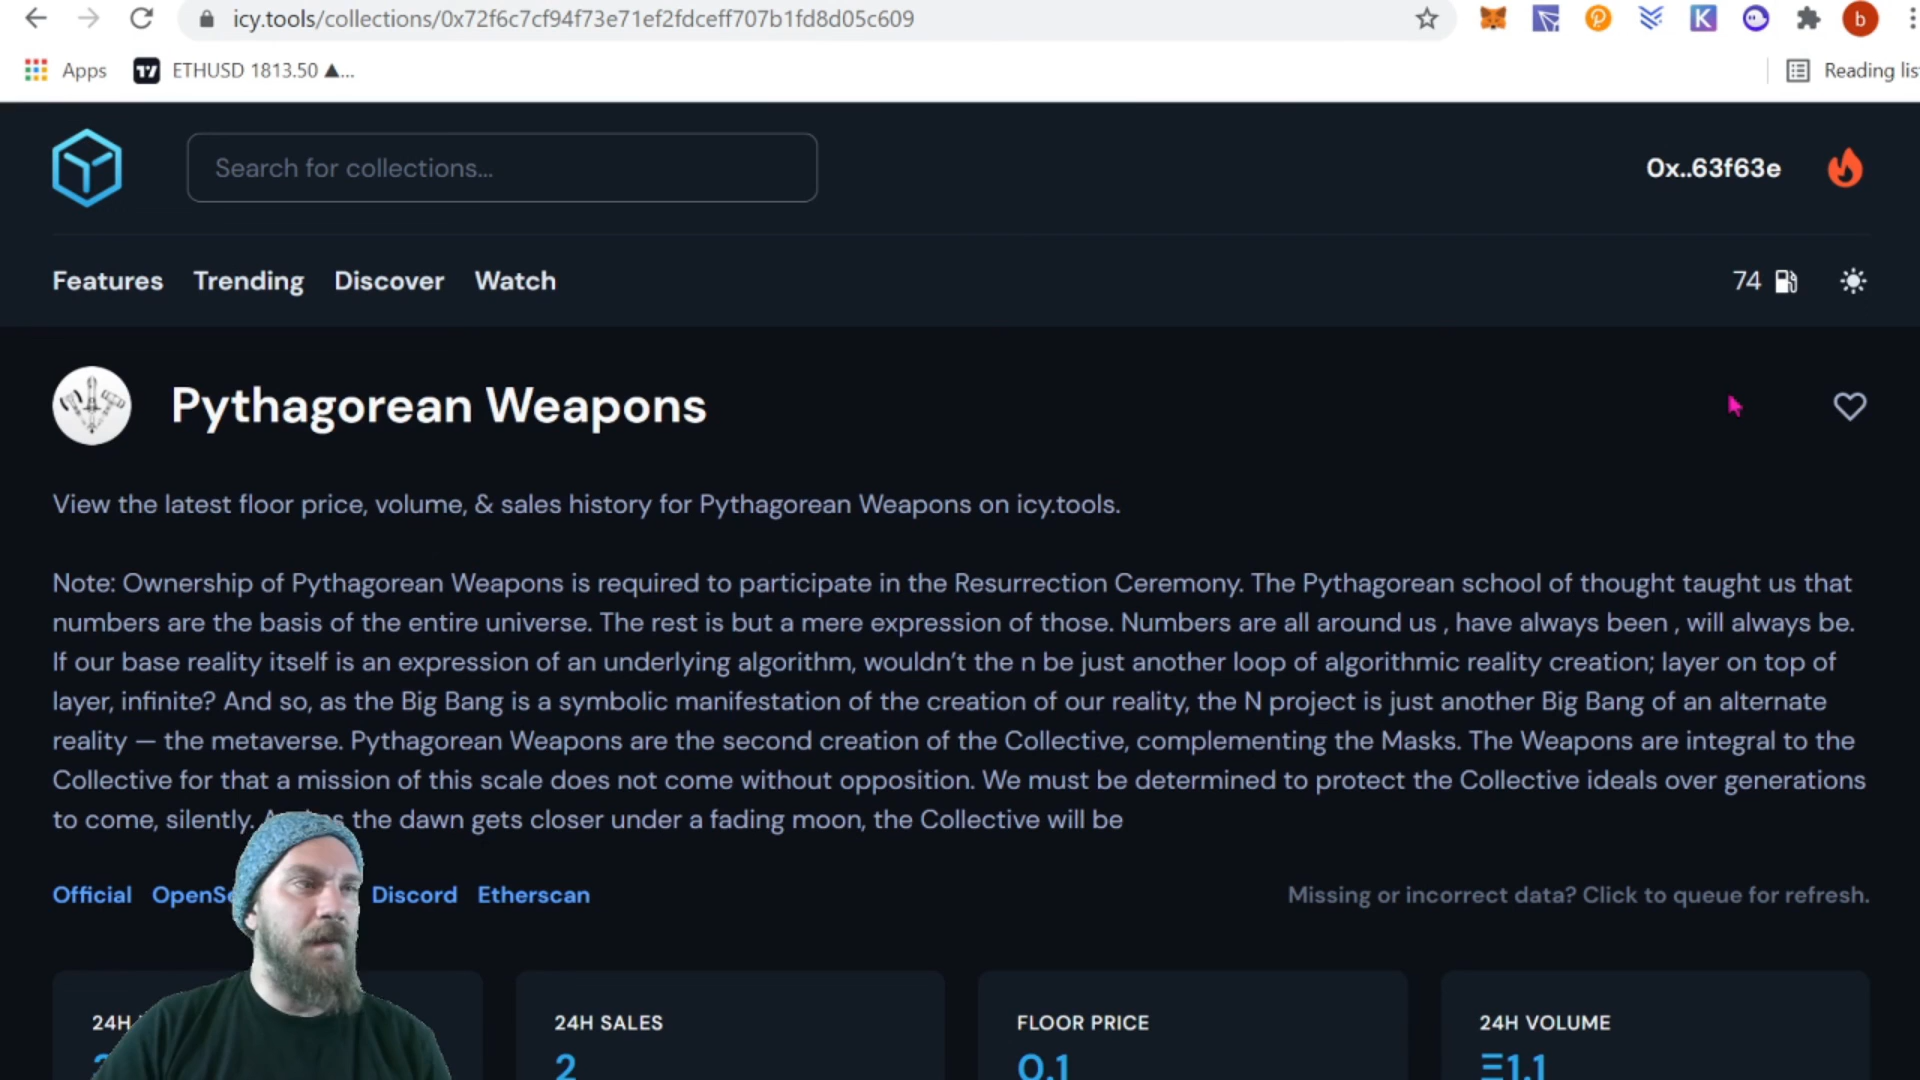 icy.tools/collections/0x72f6c7cf94f73e71ef2fdceff707b1fd8d05c609
b
Apps
ETHUSD 1813.50 ▲...
Reading lis
Search for collections...
0x..63f63e
Features Trending Discover Watch
74
Pythagorean Weapons
View the latest floor price, volume, & sales history for Pythagorean Weapons on icy.tools.
Note: Ownership of Pythagorean Weapons is required to participate in the Resurrection Ceremony. The Pythagorean school of thought taught us that
numbers are the basis of the entire universe. The rest is but a mere expression of those. Numbers are all around us , have always been , will always be.
If our base reality itself is an expression of an underlying algorithm, wouldn’t the n be just another loop of algorithmic reality creation; layer on top of
layer, infinite? And so, as the Big Bang is a symbolic manifestation of the creation of our reality, the N project is just another Big Bang of an alternate
reality — the metaverse. Pythagorean Weapons are the second creation of the Collective, complementing the Masks. The Weapons are integral to the
Collective for that a mission of this scale does not come without opposition. We must be determined to protect the Collective ideals over generations
to come, silently. the dawn gets closer under a fading moon, the Collective will be
Official OpenSe Discord Etherscan
Missing or incorrect data? Click to queue for refresh.
24H
24H SALES
2
FLOOR PRICE
0.1
24H VOLUME
Ξ1.1